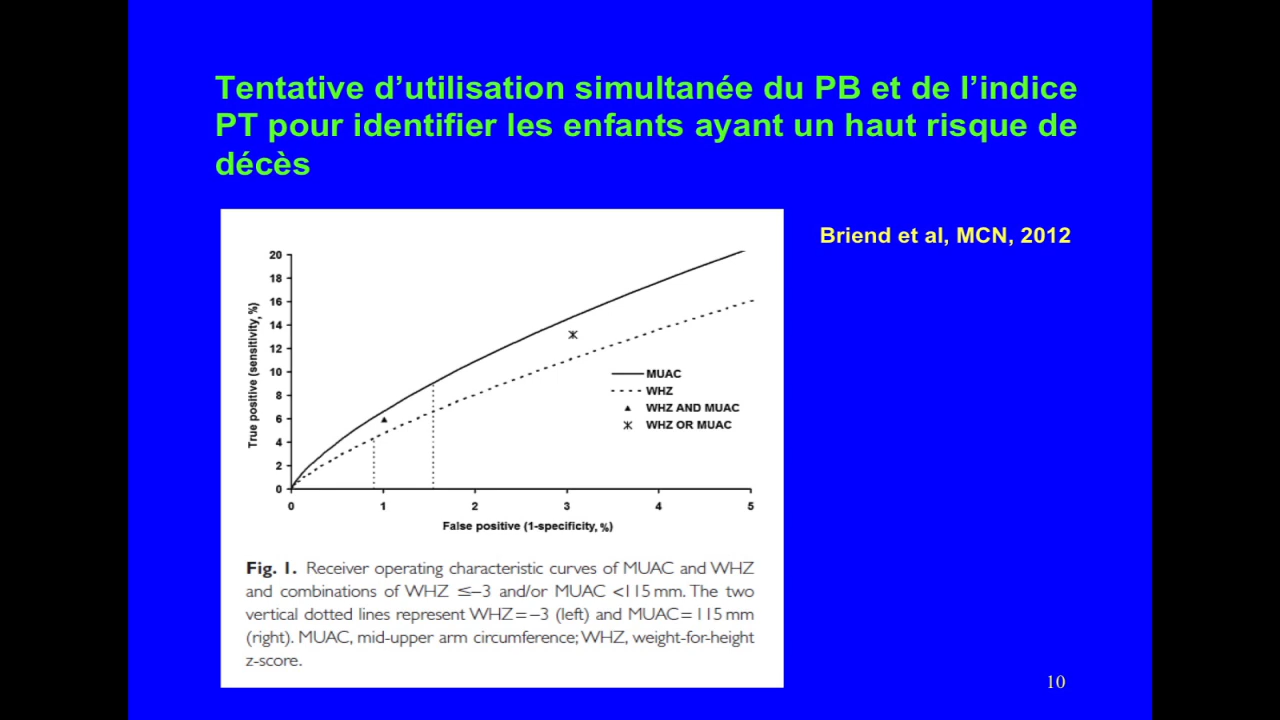 Tentative d’utilisation simultanée du PB et de l’indice
PT pour identifier les enfants ayant un haut risque de
décès
Briend et al, MCN, 2012
20
18
16
14
12
10
8
6
4
2
0
True positive (sensitivity, %)
MUAC
WHZ
WHZ AND MUAC
WHZ OR MUAC
0 1 2 3 4 5
False positive (1-specificity, %)
Fig. 1. Receiver operating characteristic curves of MUAC and WHZ
and combinations of WHZ ≤–3 and/or MUAC <115 mm. The two
vertical dotted lines represent WHZ = –3 (left) and MUAC = 115 mm
(right). MUAC, mid-upper arm circumference; WHZ, weight-for-height
z-score.
10